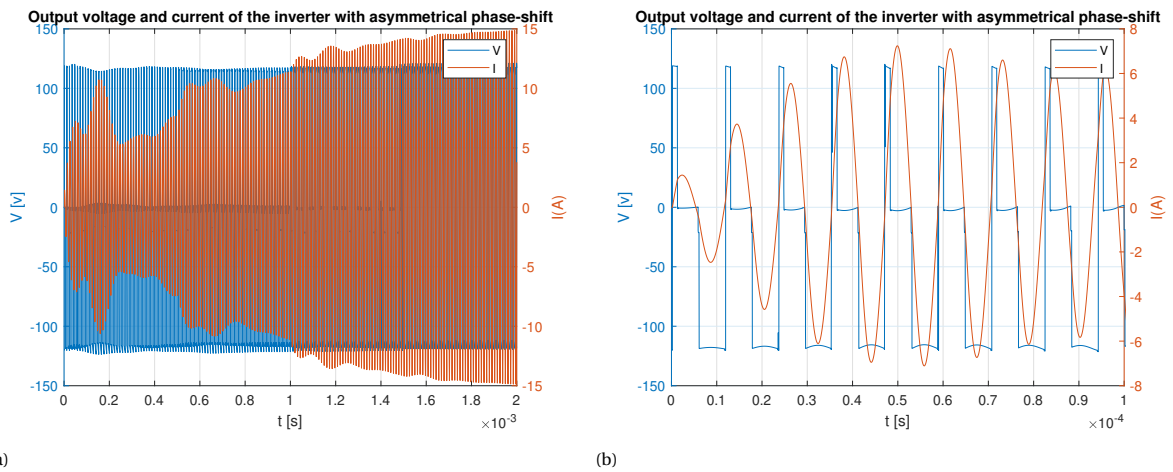 Output voltage and current of the inverter with asymmetrical phase-shift
150
100
50
0
-50
-100
-150
V [v]
15
10
5
0
-5
-10
-15
I(A)
V
I
0 0.2 0.4 0.6 0.8 1 1.2 1.4 1.6 1.8 2
t [s]
×10-3
Output voltage and current of the inverter with asymmetrical phase-shift
150
100
50
0
-50
-100
-150
V [v]
8
6
4
2
0
-2
-4
-6
-8
I(A)
V
I
0 0.1 0.2 0.3 0.4 0.5 0.6 0.7 0.8 0.9 1
t [s]
×10-4
(b)